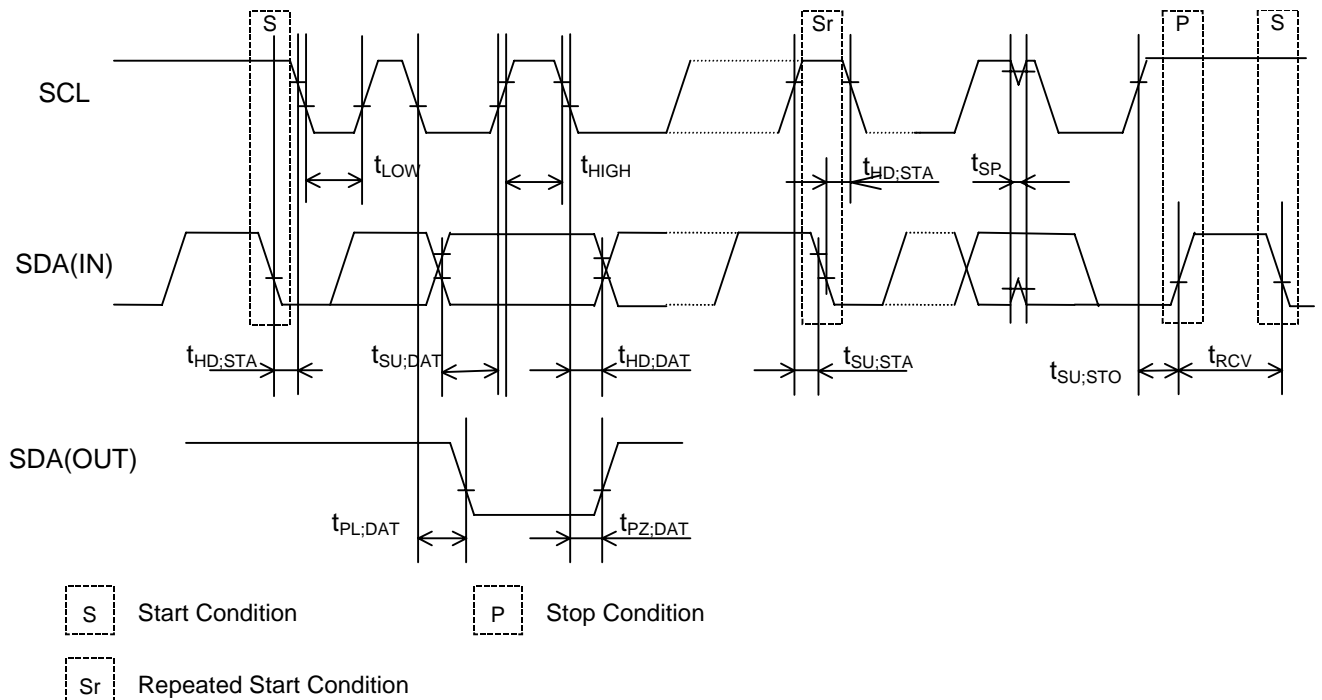 S Sr P S
SCL
tLOW tHIGH tHD;STA tSP
SDA(IN)
tHD;STA tSU;DAT tHD;DAT tSU;STA tSU;STO tRCV
SDA(OUT)
tPL;DAT tPZ;DAT
S Start Condition P Stop Condition
Sr Repeated Start Condition